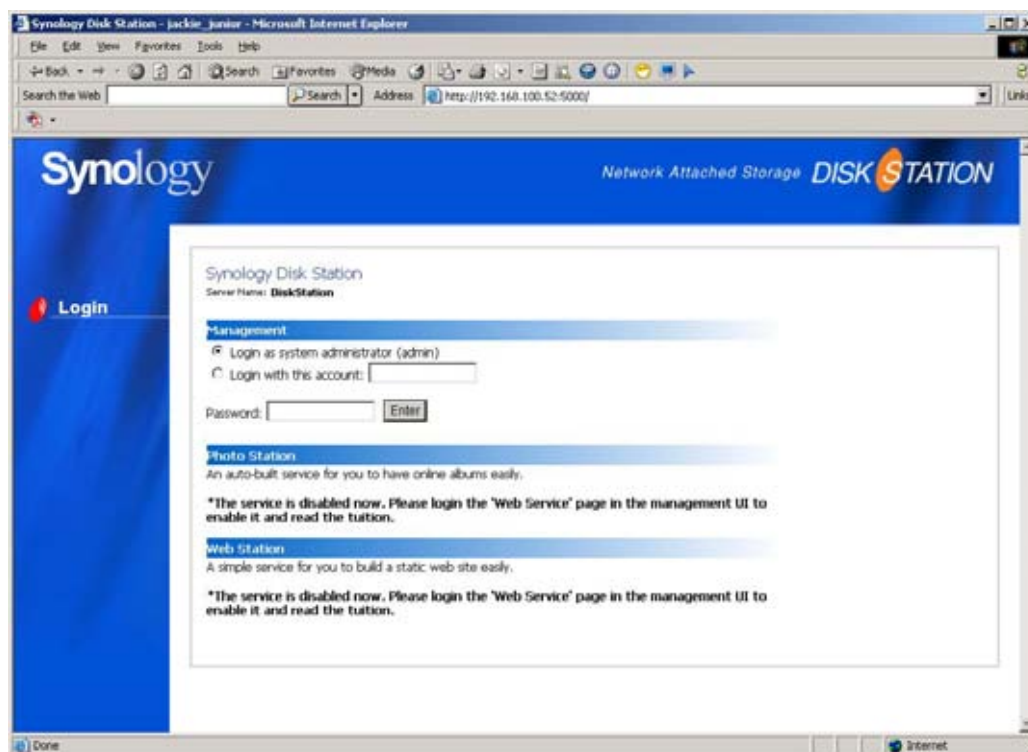 Synology Disk Station - jackie_junior - Microsoft Internet Explorer
File Edit View Favorites Tools Help
Back Search Favorites Media
Search the Web Search Address http://192.168.100.52:5000/ Links
Synology
Network Attached Storage DISK STATION
Login
Synology Disk Station
Server Name: DiskStation
Management
Login as system administrator (admin)
Login with this account:
Password: Enter
Photo Station
An auto-built service for you to have online albums easily.
*The service is disabled now. Please login the 'Web Service' page in the management UI to
enable it and read the tuition.
Web Station
A simple service for you to build a static web site easily.
*The service is disabled now. Please login the 'Web Service' page in the management UI to
enable it and read the tuition.
Done Internet